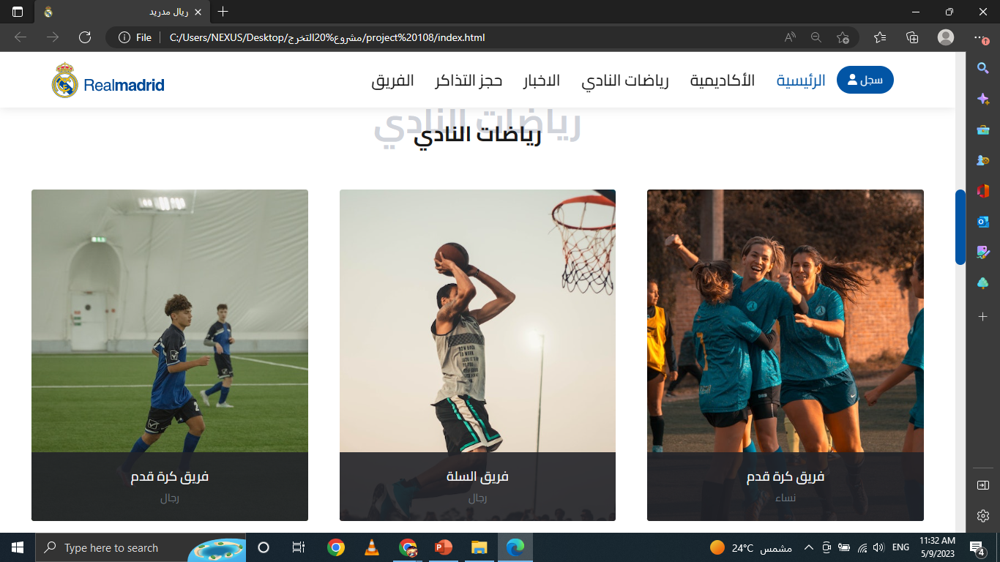 ريال مدريد
File
C:/Users/NEXUS/Desktop/مشروع%20التخرج/project%20108/index.html
Realmadrid
سجل
الرئيسية
الأكاديمية
رياضات النادي
الاخبار
حجز التذاكر
الفريق
رياضات النادي
رياضات النادي
فريق كرة قدم
نساء
فريق السلة
رجال
فريق كرة قدم
رجال
Type here to search
24°C مشمس
ENG
11:32 AM
5/9/2023
4